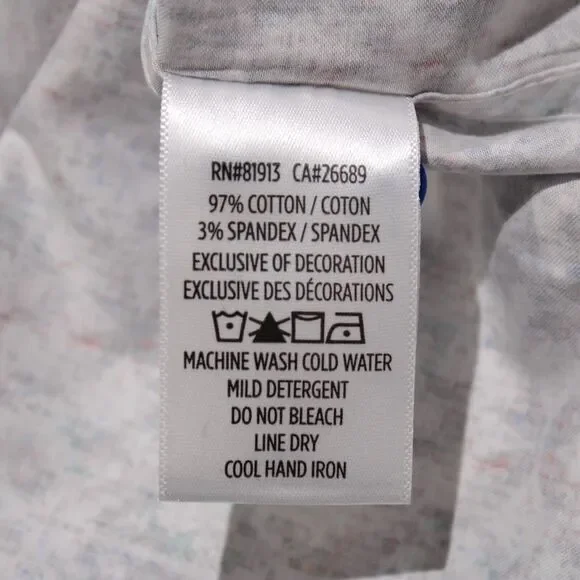 RN#81913 CA#26689
97% COTTON / COTON
3% SPANDEX / SPANDEX
EXCLUSIVE OF DECORATION
EXCLUSIVE DES DÉCORATIONS
MACHINE WASH COLD WATER
MILD DETERGENT
DO NOT BLEACH
LINE DRY
COOL HAND IRON